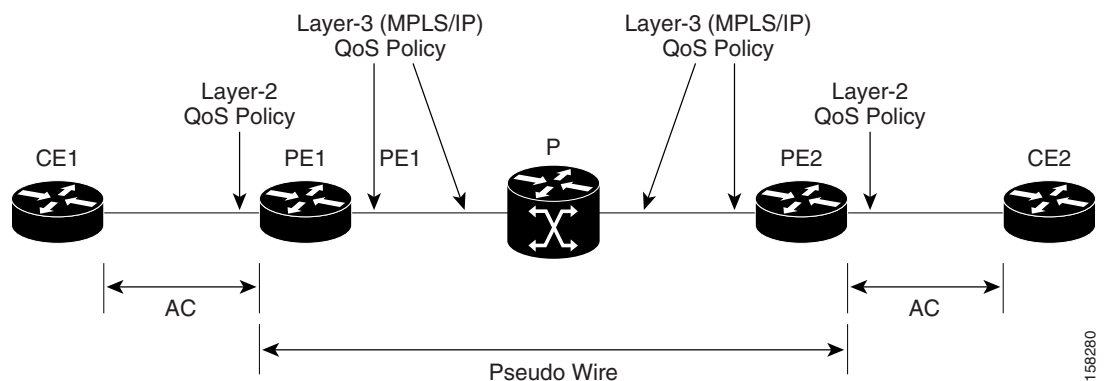 Layer-3 (MPLS/IP)
QoS Policy
Layer-3 (MPLS/IP)
QoS Policy
Layer-2
QoS Policy
Layer-2
QoS Policy
CE1
PE1
PE1
P
PE2
CE2
AC
AC
Pseudo Wire
158280